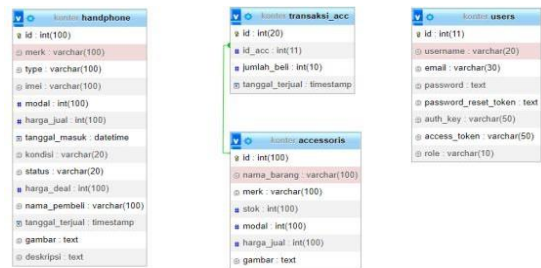 konter handphone
id : int(100)
merk : varchar(100)
type : varchar(100)
imei : varchar(100)
modal : int(100)
harga_jual : int(100)
tanggal_masuk : datetime
kondisi : varchar(20)
status : varchar(20)
harga_deal : int(100)
nama_pembeli : varchar(100)
tanggal_terjual : timestamp
gambar : text
deskripsi : text
konter transaksi_acc
id : int(20)
id_acc : int(11)
jumlah_beli : int(10)
tanggal_terjual : timestamp
konter accessoris
id : int(100)
nama_barang : varchar(100)
merk : varchar(100)
stok : int(100)
modal : int(100)
harga_jual : int(100)
gambar : text
konter users
id : int(11)
username : varchar(20)
email : varchar(30)
password : text
password_reset_token : text
auth_key : varchar(50)
access_token : varchar(50)
role : varchar(10)